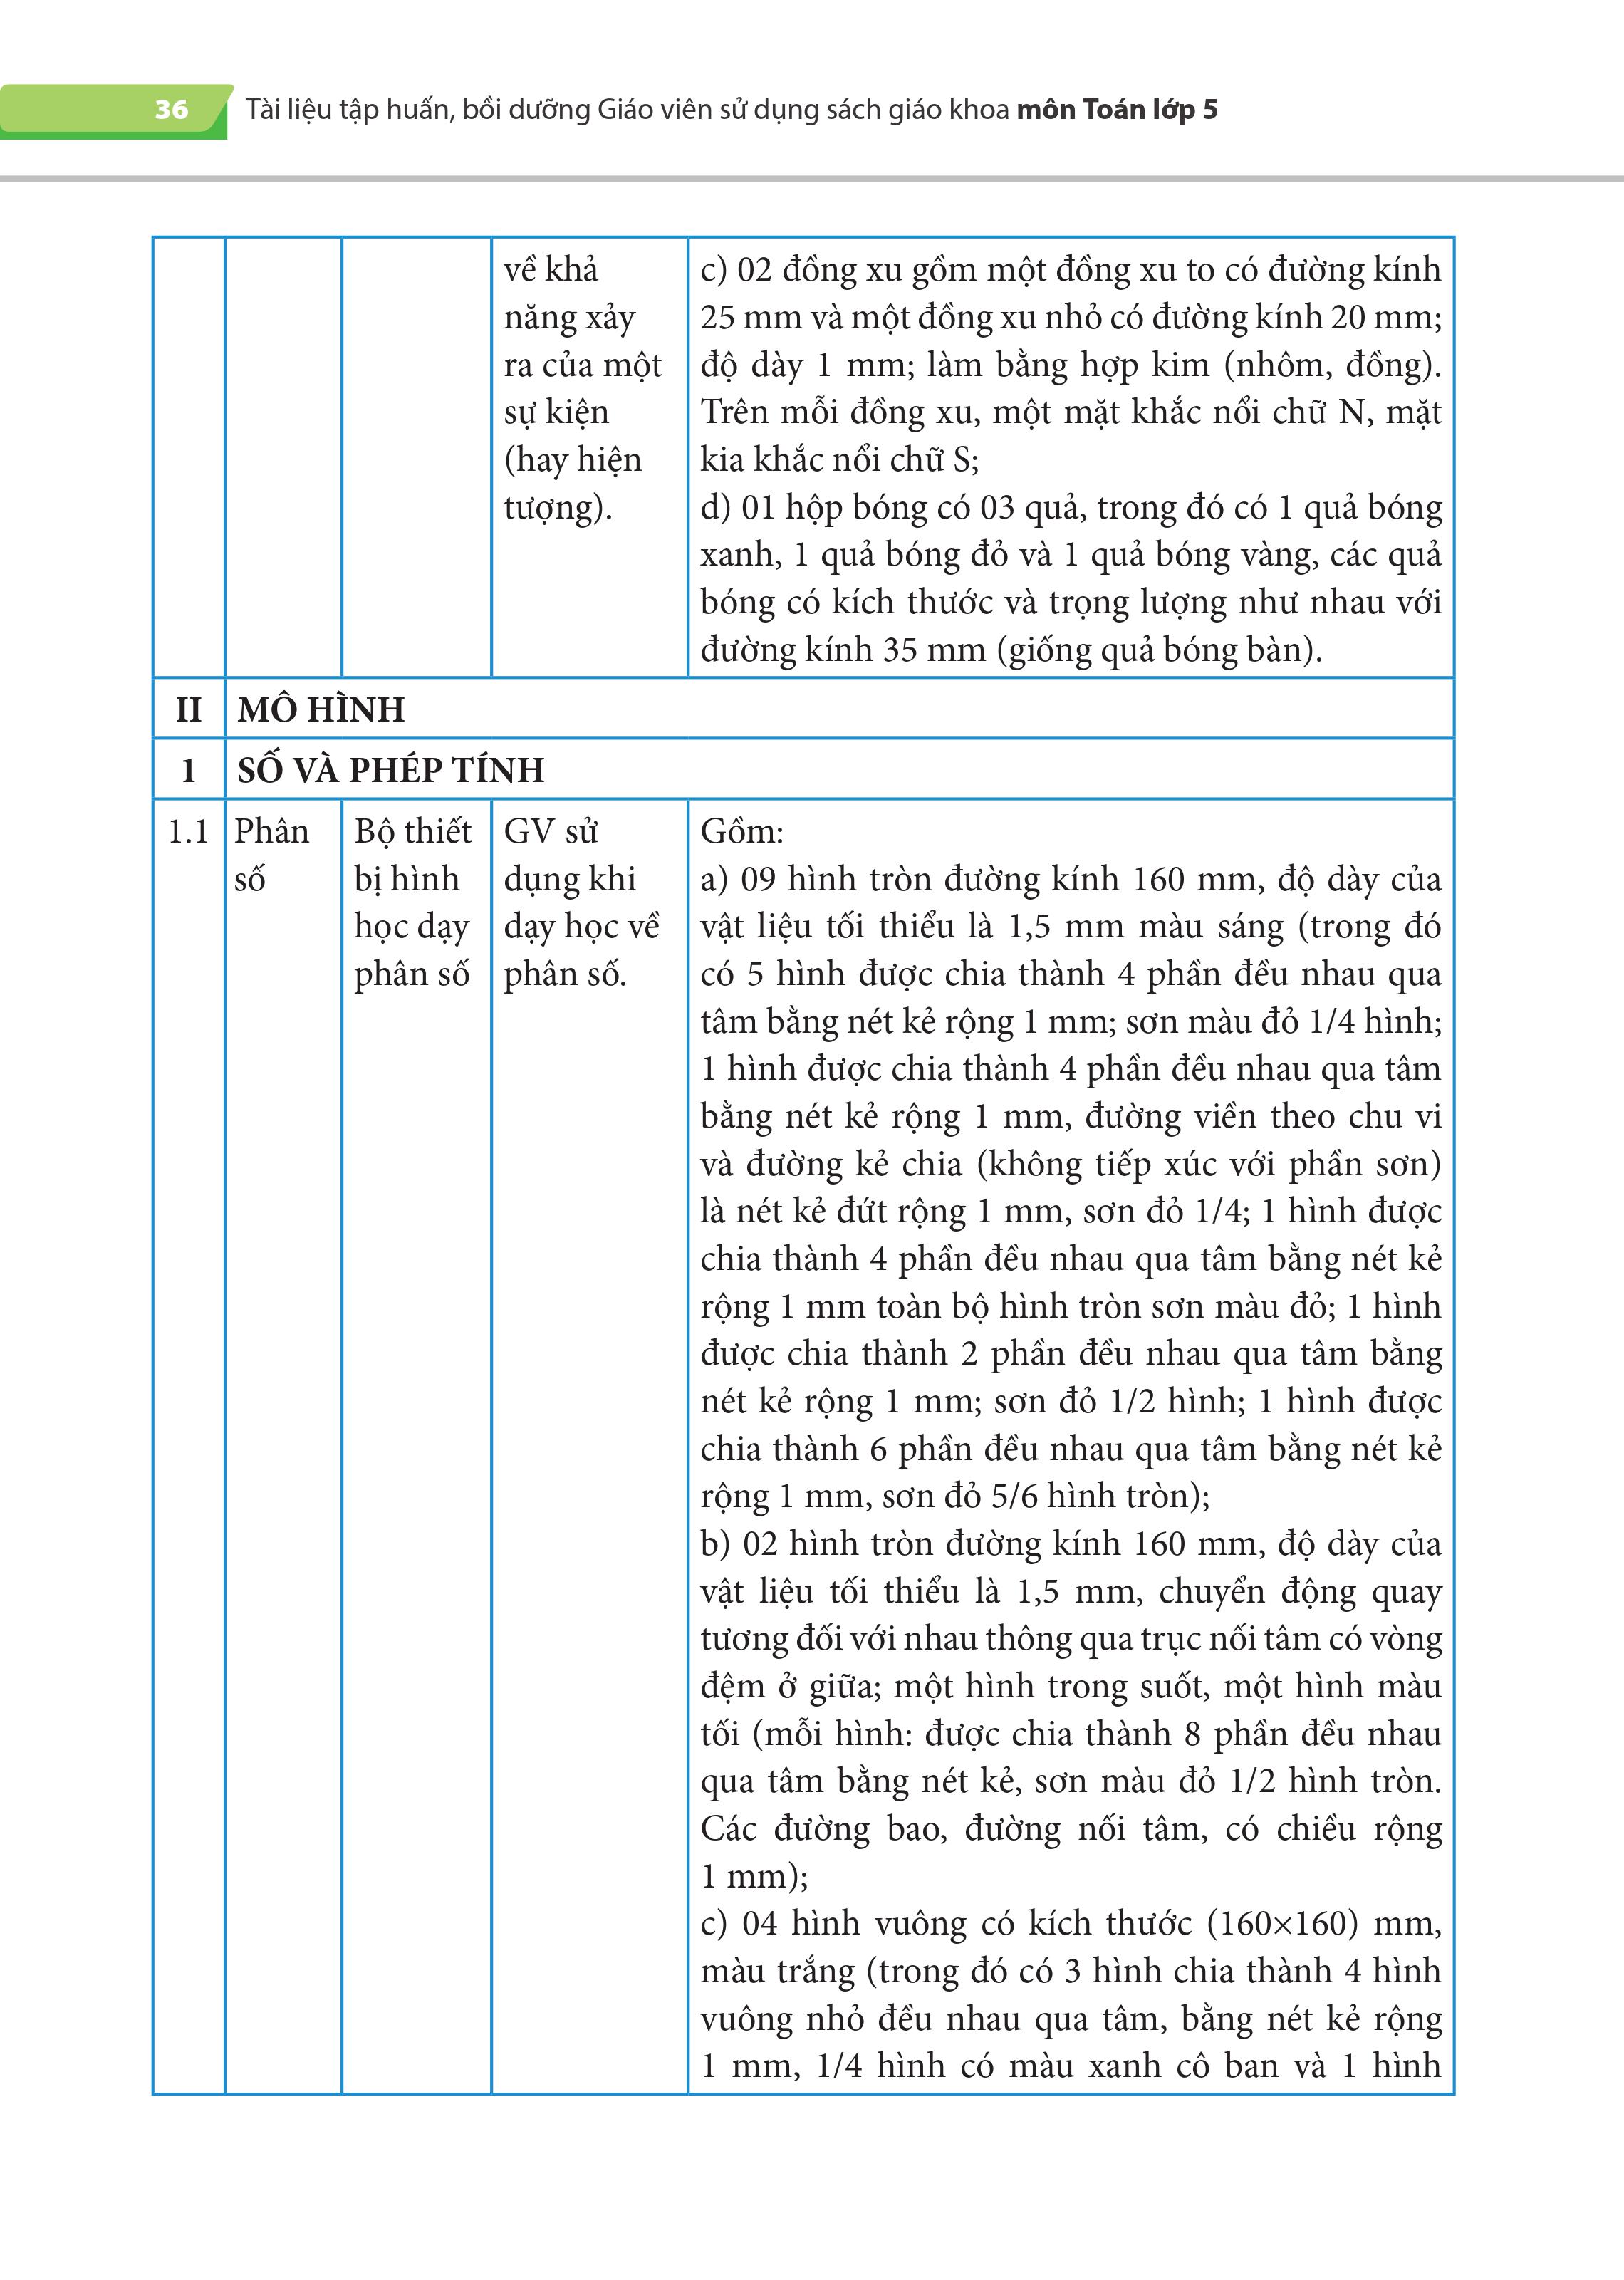 36 Tài liệu tập huấn, bồi dưỡng Giáo viên sử dụng sách giáo khoa môn Toán lớp 5
về khả
năng xảy
ra của một
sự kiện
(hay hiện
tượng).
c) 02 đồng xu gồm một đồng xu to có đường kính
25 mm và một đồng xu nhỏ có đường kính 20 mm;
độ dày 1 mm; làm bằng hợp kim (nhôm, đồng).
Trên mỗi đồng xu, một mặt khắc nổi chữ N, mặt
kia khắc nổi chữ S;
d) 01 hộp bóng có 03 quả, trong đó có 1 quả bóng
xanh, 1 quả bóng đỏ và 1 quả bóng vàng, các quả
bóng có kích thước và trọng lượng như nhau với
đường kính 35 mm (giống quả bóng bàn).
II MÔ HÌNH
1 SỐ VÀ PHÉP TÍNH
1.1
Phân
số
Bộ thiết
bị hình
học dạy
phân số
GV sử
dụng khi
dạy học về
phân số.
Gồm:
a) 09 hình tròn đường kính 160 mm, độ dày của
vật liệu tối thiểu là 1,5 mm màu sáng (trong đó
có 5 hình được chia thành 4 phần đều nhau qua
tâm bằng nét kẻ rộng 1 mm; sơn màu đỏ 1/4 hình;
1 hình được chia thành 4 phần đều nhau qua tâm
bằng nét kẻ rộng 1 mm, đường viền theo chu vi
và đường kẻ chia (không tiếp xúc với phần sơn)
là nét kẻ đứt rộng 1 mm, sơn đỏ 1/4; 1 hình được
chia thành 4 phần đều nhau qua tâm bằng nét kẻ
rộng 1 mm toàn bộ hình tròn sơn màu đỏ; 1 hình
được chia thành 2 phần đều nhau qua tâm bằng
nét kẻ rộng 1 mm; sơn đỏ 1/2 hình; 1 hình được
chia thành 6 phần đều nhau qua tâm bằng nét kẻ
rộng 1 mm, sơn đỏ 5/6 hình tròn);
b) 02 hình tròn đường kính 160 mm, độ dày của
vật liệu tối thiểu là 1,5 mm, chuyển động quay
tương đối với nhau thông qua trục nối tâm có vòng
đệm ở giữa; một hình trong suốt, một hình màu
tối (mỗi hình: được chia thành 8 phần đều nhau
qua tâm bằng nét kẻ, sơn màu đỏ 1/2 hình tròn.
Các đường bao, đường nối tâm, có chiều rộng
1 mm);
c) 04 hình vuông có kích thước (160×160) mm,
màu trắng (trong đó có 3 hình chia thành 4 hình
vuông nhỏ đều nhau qua tâm, bằng nét kẻ rộng
1 mm, 1/4 hình có màu xanh cô ban và 1 hình